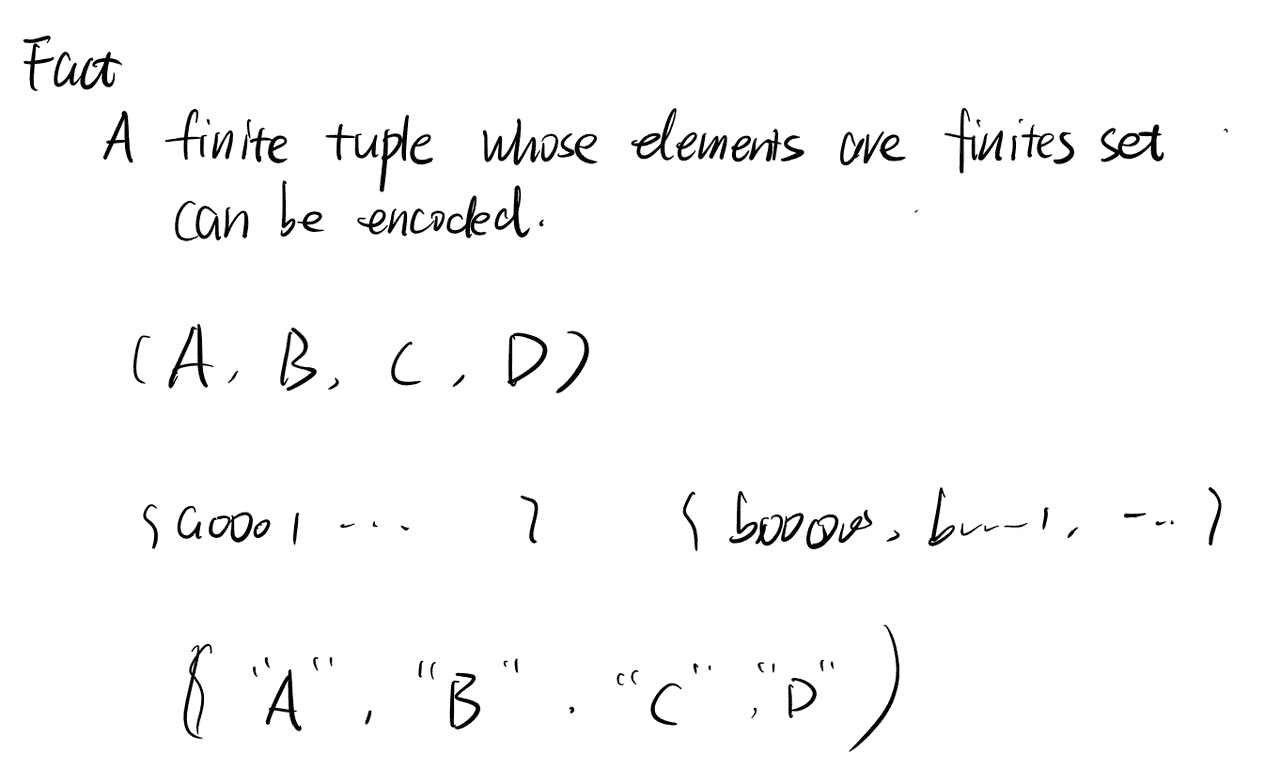 Fact
A finite tuple whose elements are finites set
can be encoded.
(A, B, C, D)
{a0001 ... } { b0000, b---1, -... }
( "A", "B", "C", "D" )